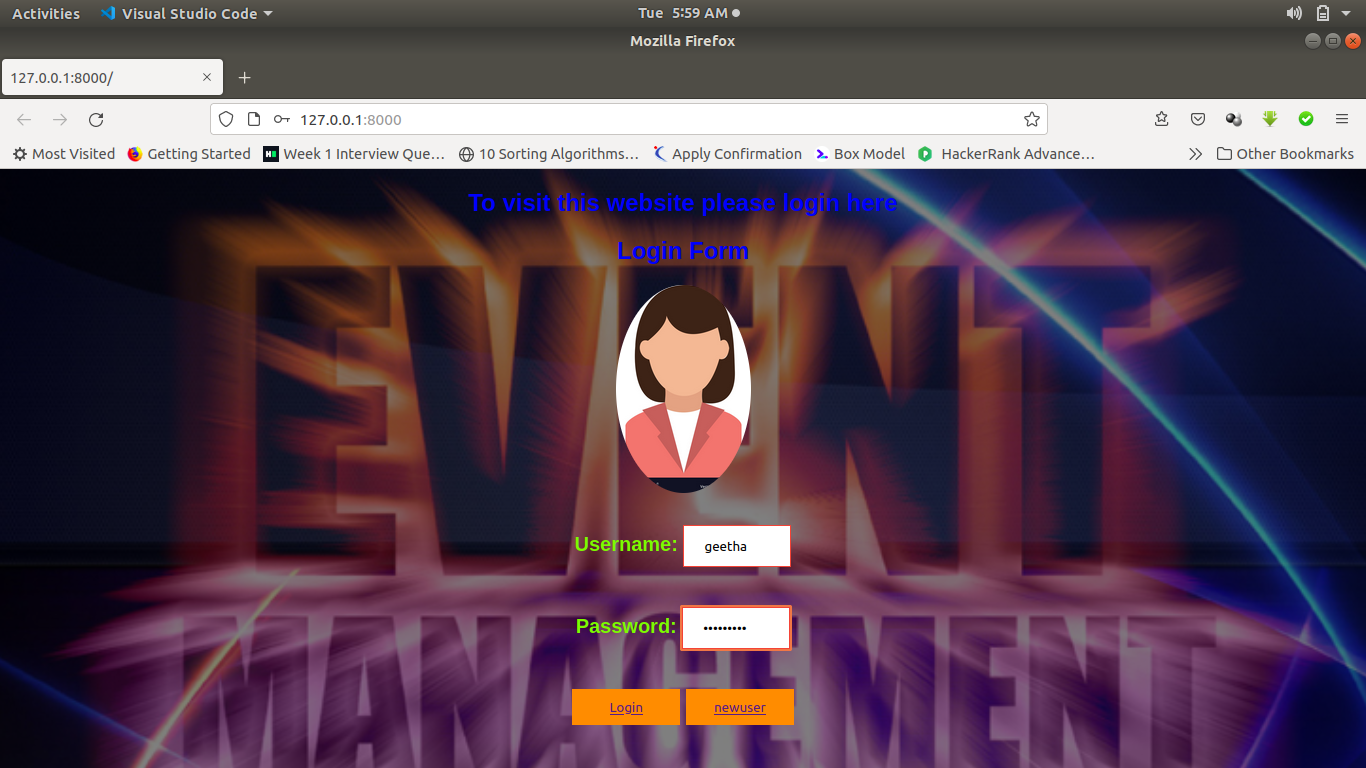 Activities Visual Studio Code Tue 5:59 AM
Mozilla Firefox
127.0.0.1:8000/
127.0.0.1:8000
Most Visited Getting Started Week 1 Interview Que… 10 Sorting Algorithms… Apply Confirmation Box Model HackerRank Advance… Other Bookmarks
To visit this website please login here
Login Form
EVENT
Username: geetha
Password: •••••••••
MANAGEMENT
Login newuser